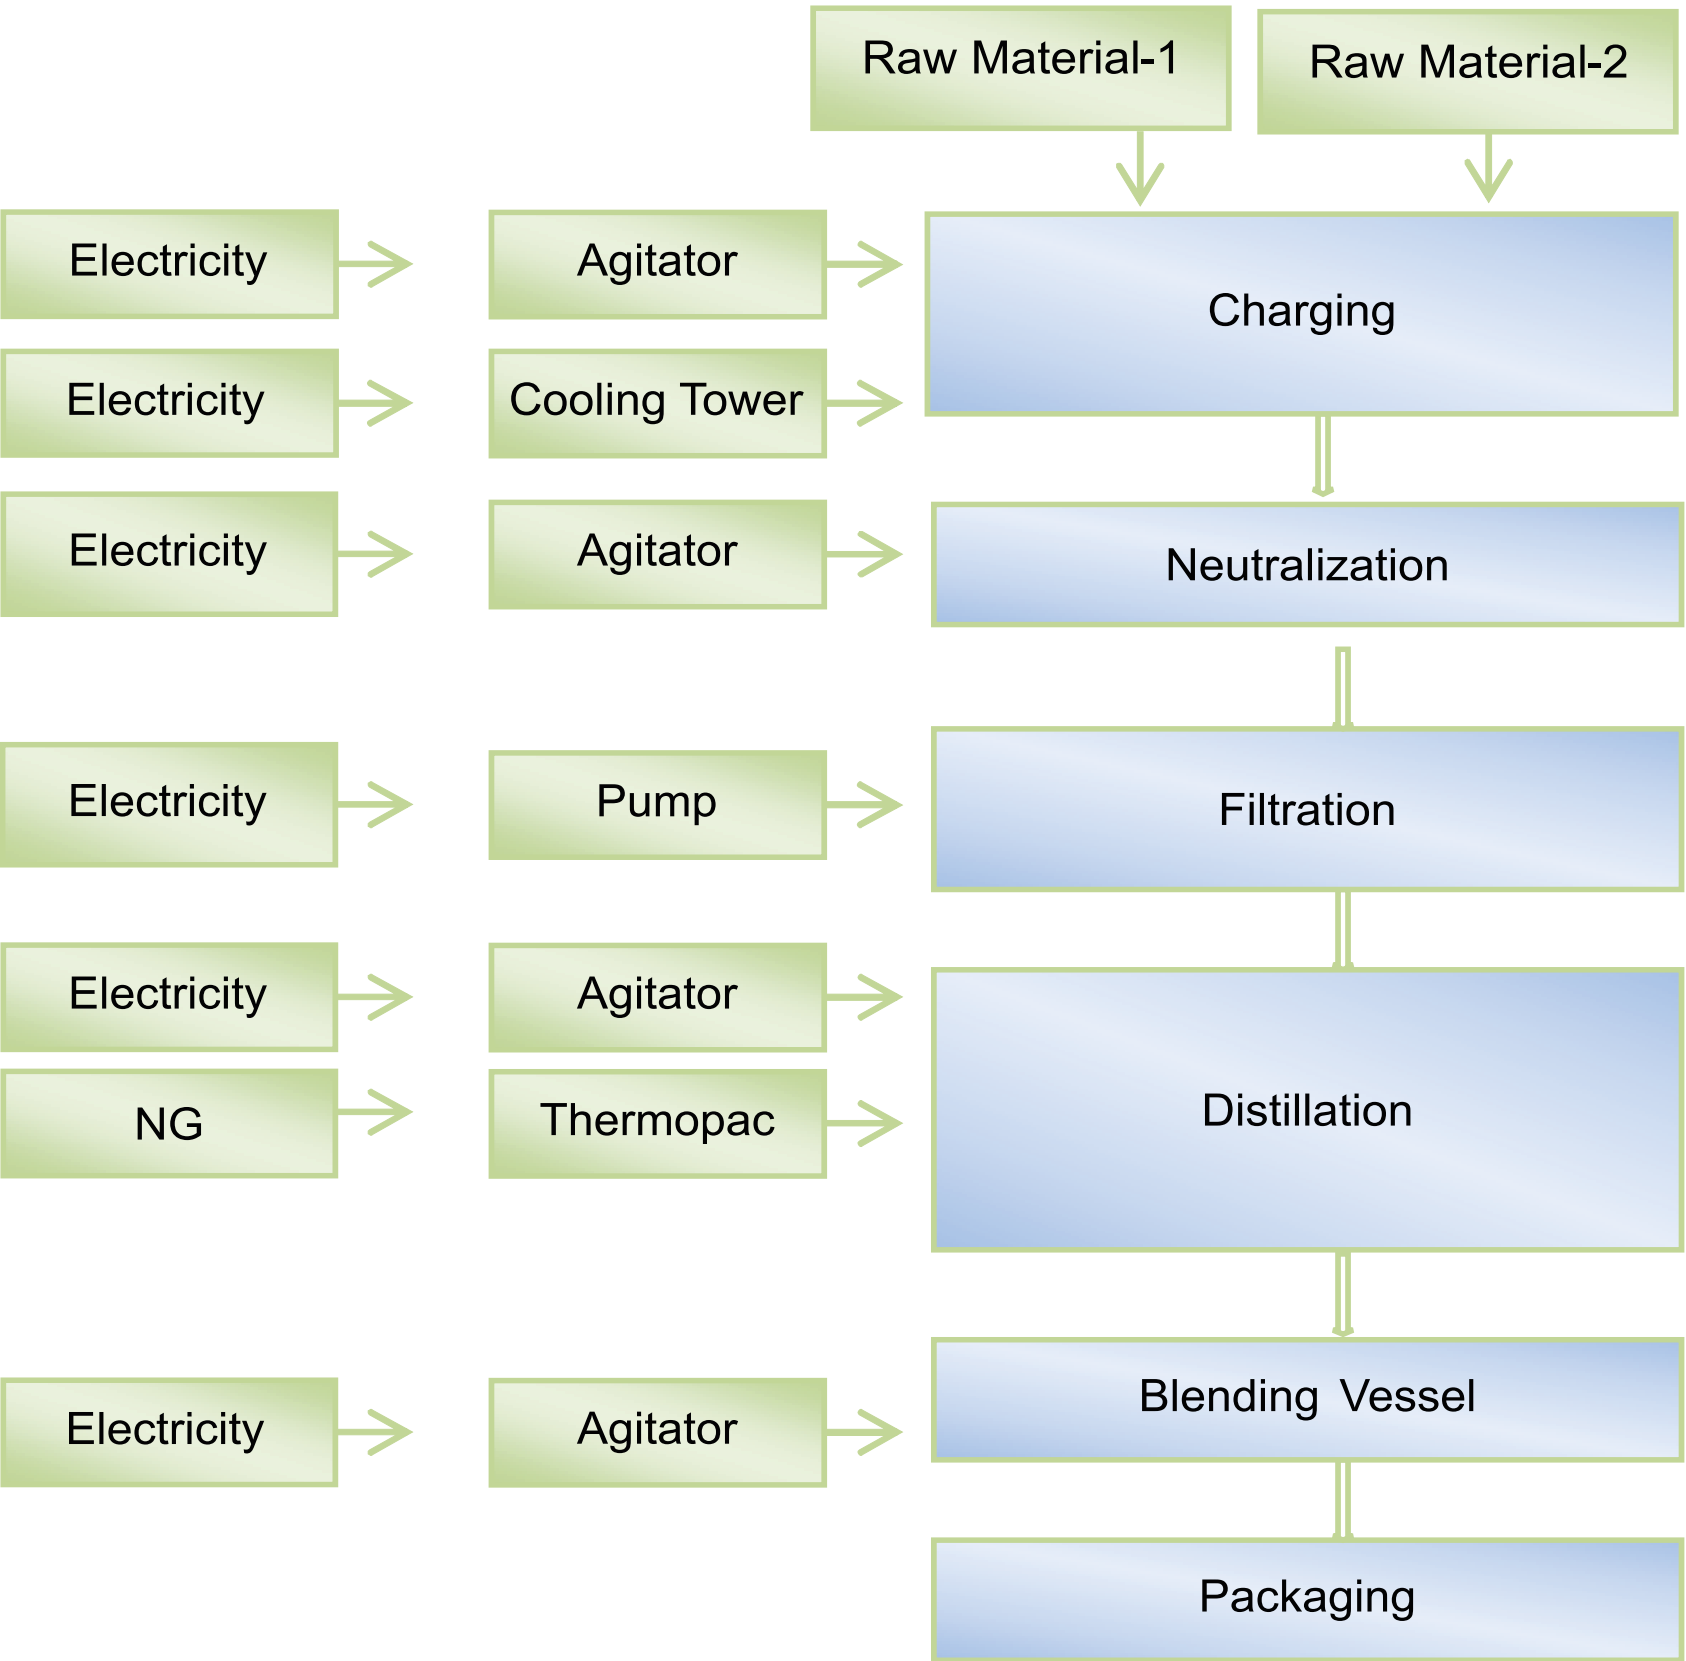 Raw Material-1
Raw Material-2
Electricity
Agitator
Charging
Electricity
Cooling Tower
Electricity
Agitator
Neutralization
Electricity
Pump
Filtration
Electricity
Agitator
NG
Thermopac
Distillation
Electricity
Agitator
Blending Vessel
Packaging